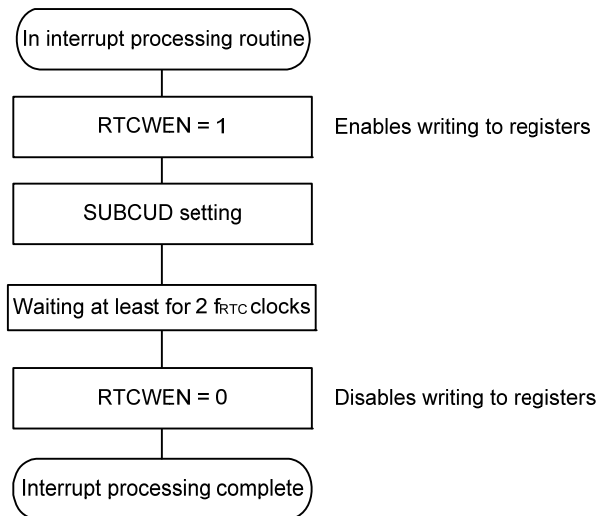 In interrupt processing routine
RTCWEN = 1
Enables writing to registers
SUBCUD setting
Waiting at least for 2 fRTC clocks
RTCWEN = 0
Disables writing to registers
Interrupt processing complete